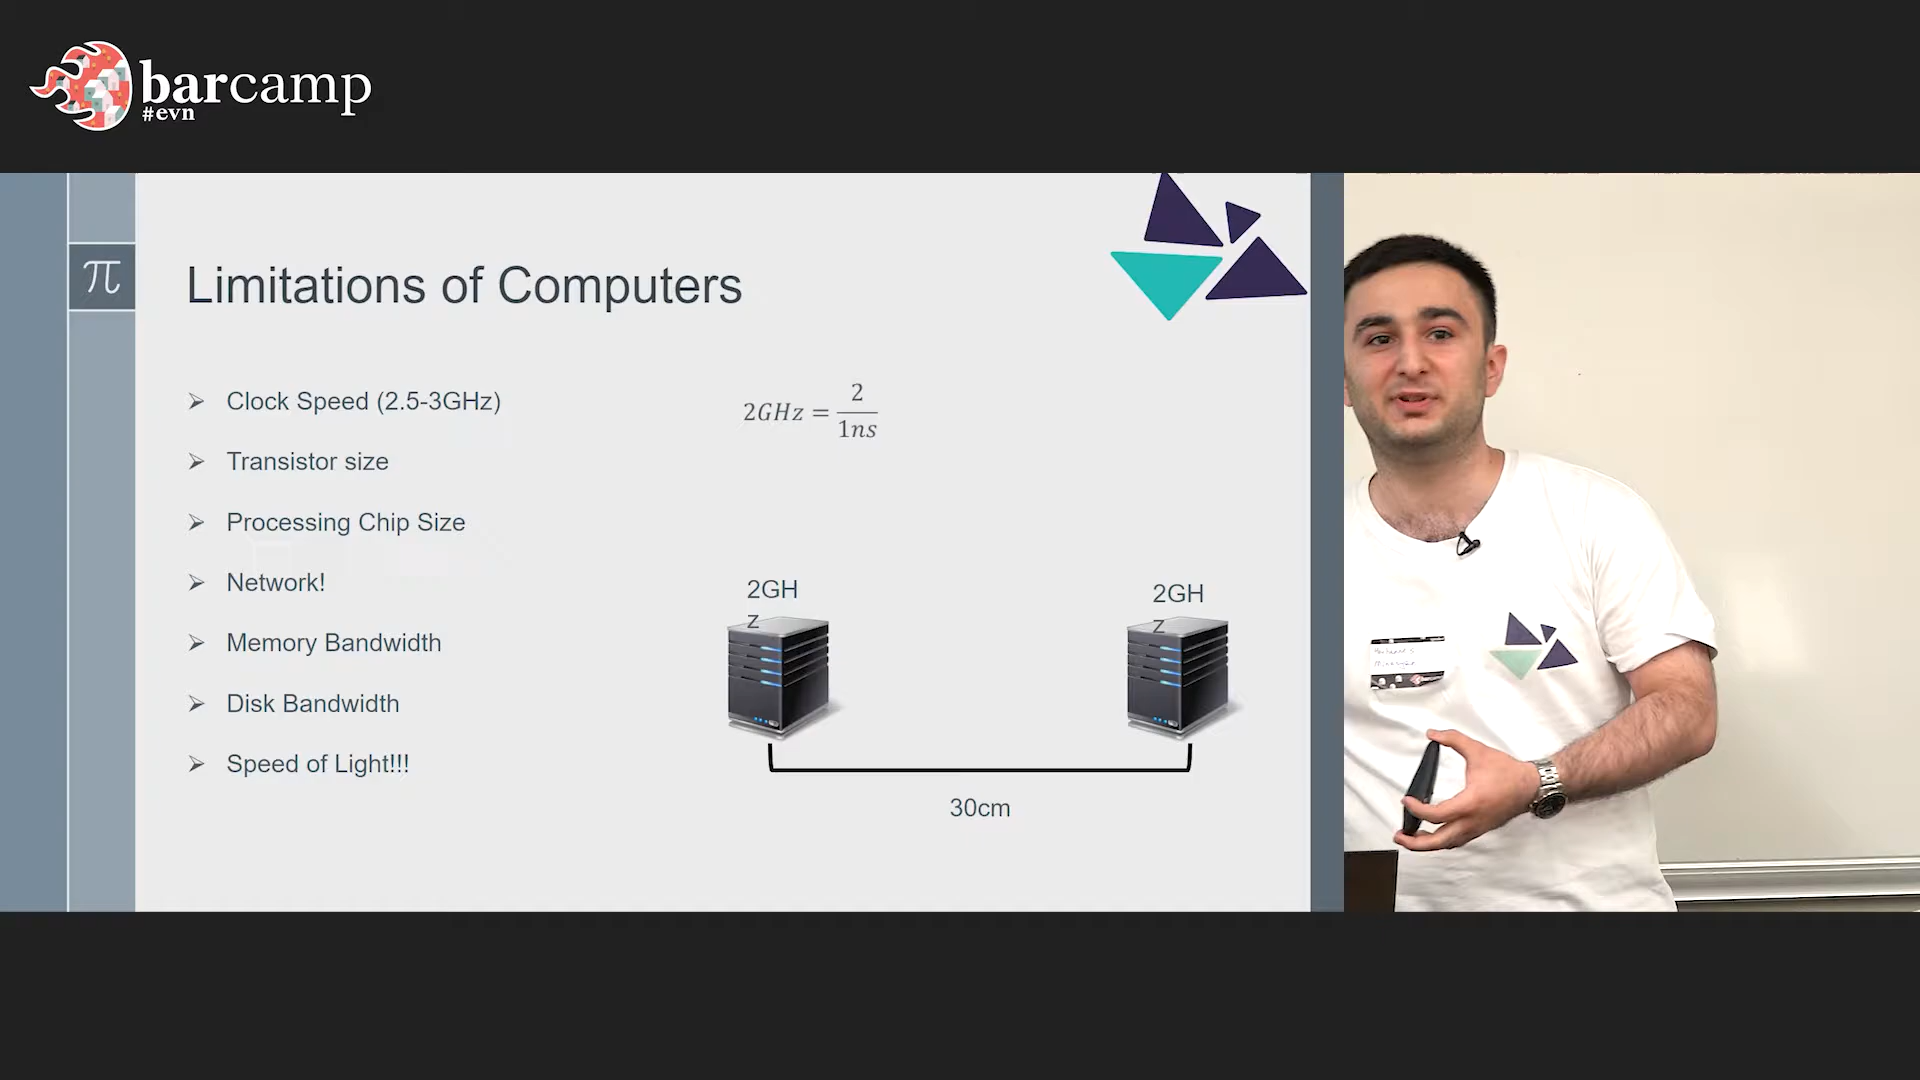 barcamp
#evn
π
Limitations of Computers
➢ Clock Speed (2.5-3GHz)
➢ Transistor size
➢ Processing Chip Size
➢ Network!
➢ Memory Bandwidth
➢ Disk Bandwidth
➢ Speed of Light!!!
2GHz = 2/1ns
2GH
z
2GH
z
30cm